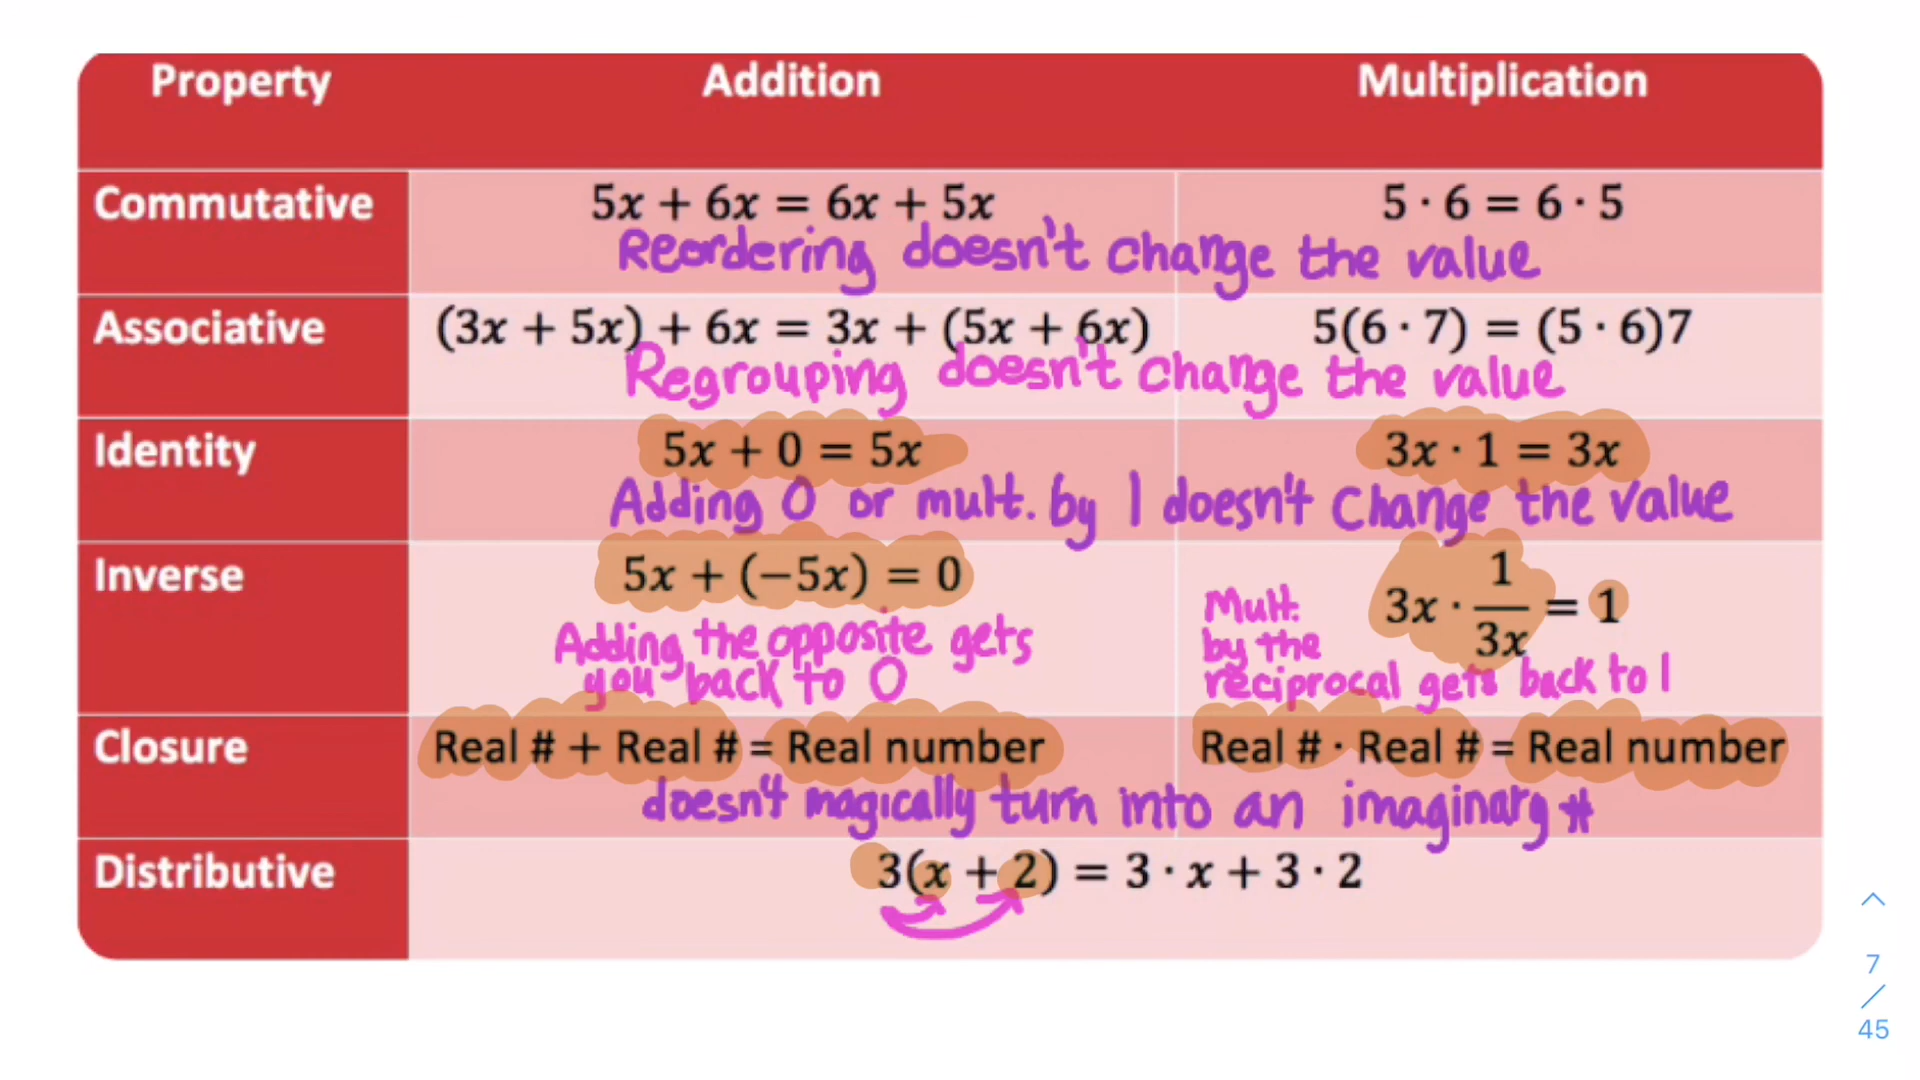 Property Addition Multiplication
Commutative 5x + 6x = 6x + 5x 5 · 6 = 6 · 5
Reordering doesn't change the value
Associative (3x + 5x) + 6x = 3x + (5x + 6x) 5(6 · 7) = (5 · 6)7
Regrouping doesn't change the value
Identity 5x + 0 = 5x 3x · 1 = 3x
Adding 0 or mult. by 1 doesn't change the value
Inverse 5x + (−5x) = 0 3x · 1/3x = 1
Adding the opposite gets
you back to 0
Mult.
by the
reciprocal gets back to 1
Closure Real # + Real # = Real number Real # · Real # = Real number
doesn't magically turn into an imaginary #
Distributive 3(x + 2) = 3 · x + 3 · 2
7
/
45